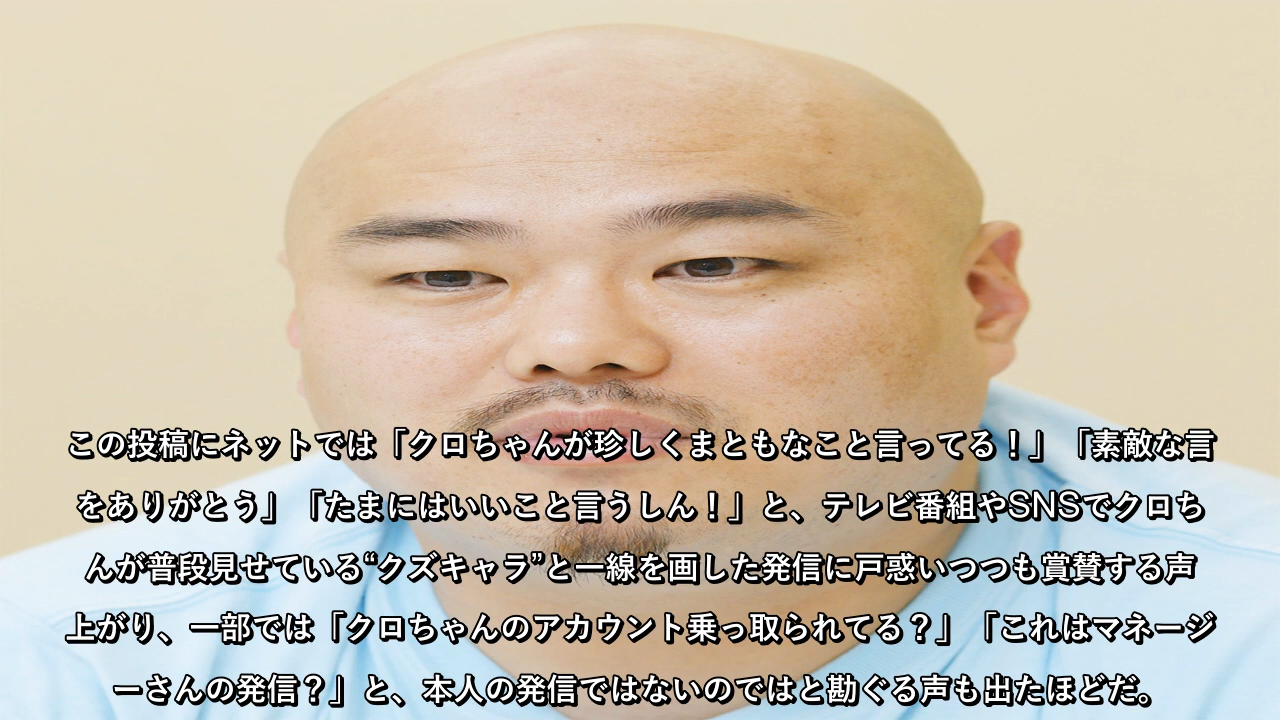 この投稿にネットでは「クロちゃんが珍しくまともなこと言ってる！」「素敵な言
をありがとう」「たまにはいいこと言うしん！」と、テレビ番組やSNSでクロち
んが普段見せている“クズキャラ”と一線を画した発信に戸惑いつつも賞賛する声
上がり、一部では「クロちゃんのアカウント乗っ取られてる？」「これはマネージ
ーさんの発信？」と、本人の発信ではないのではと勘ぐる声も出たほどだ。